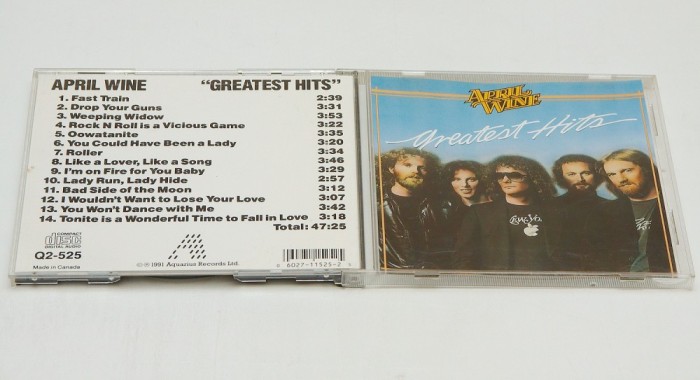 APRIL WINE "GREATEST HITS"
1. Fast Train 2:39
2. Drop Your Guns 3:31
3. Weeping Widow 3:53
4. Rock N Roll is a Vicious Game 4:22
5. Oowatanite 3:35
6. You Could Have Been a Lady 3:20
7. Roller 3:34
8. Like a Lover, Like a Song 3:46
9. I'm on Fire for You Baby 3:29
10. Lady Run, Lady Hide 2:57
11. Bad Side of the Moon 3:12
12. I Wouldn't Want to Lose Your Love 3:07
13. You Won't Dance with Me 3:42
14. Tonite is a Wonderful Time to Fall in Love 3:18
Total: 47:25
COMPACT
disc
DIGITAL AUDIO
Q2-525
Made in Canada
©℗ 1991 Aquarius Records Ltd.
6027-11525-2
APRIL
WINE
Greatest Hits